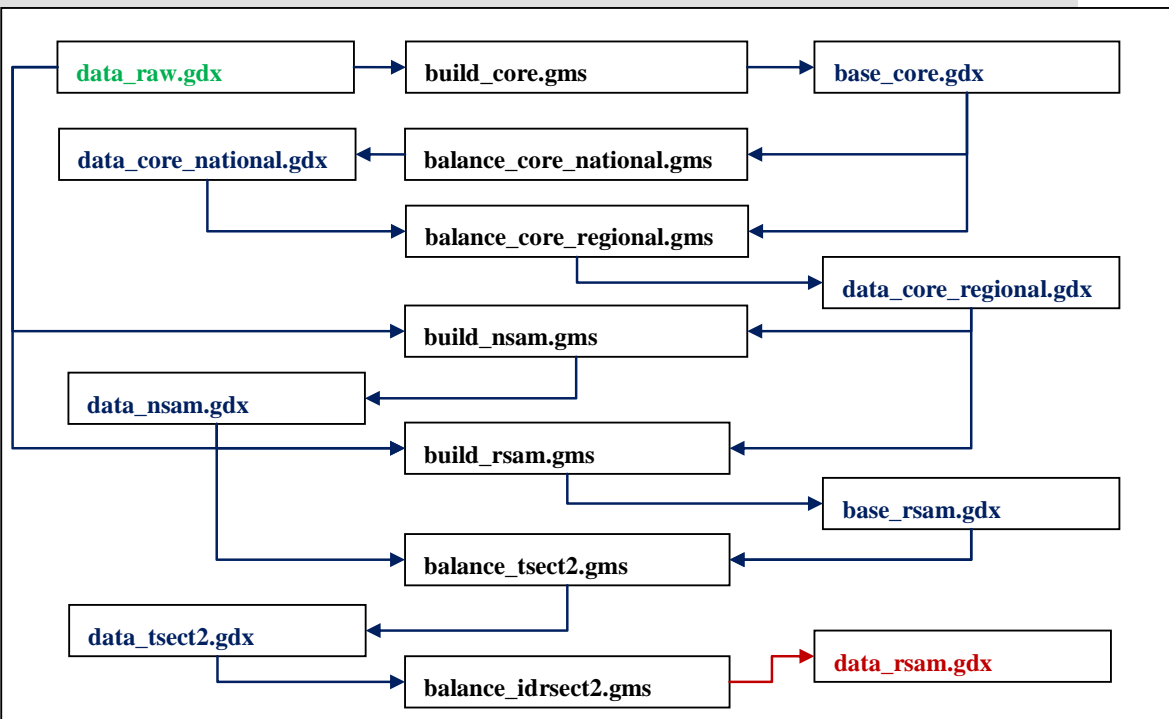 data_raw.gdx
build_core.gms
base_core.gdx
data_core_national.gdx
balance_core_national.gms
balance_core_regional.gms
data_core_regional.gdx
build_nsam.gms
data_nsam.gdx
build_rsam.gms
base_rsam.gdx
balance_tsect2.gms
data_tsect2.gdx
balance_idrsect2.gms
data_rsam.gdx